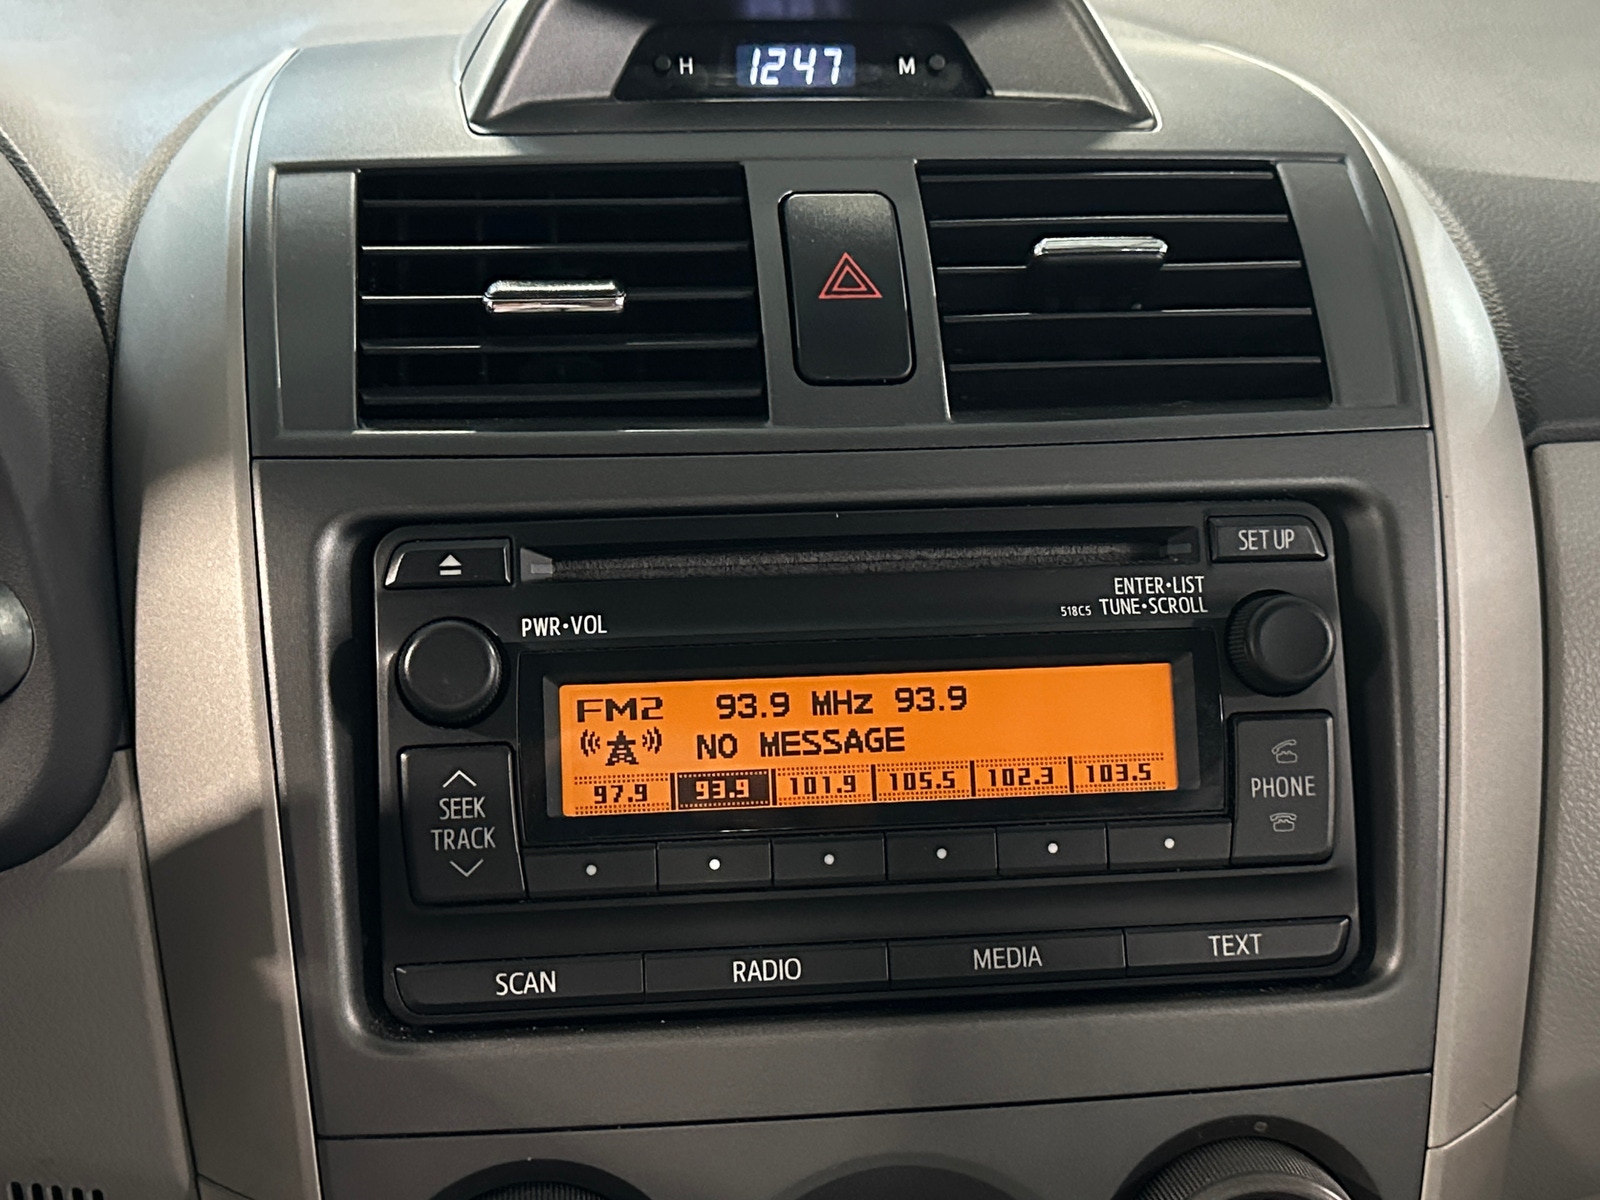 H 1247 M
SET UP
ENTER•LIST
518C5 TUNE•SCROLL
PWR•VOL
FM2 93.9 MHz 93.9
NO MESSAGE
97.9 93.9 101.9 105.5 102.3 103.5
SEEK
TRACK
PHONE
SCAN RADIO MEDIA TEXT